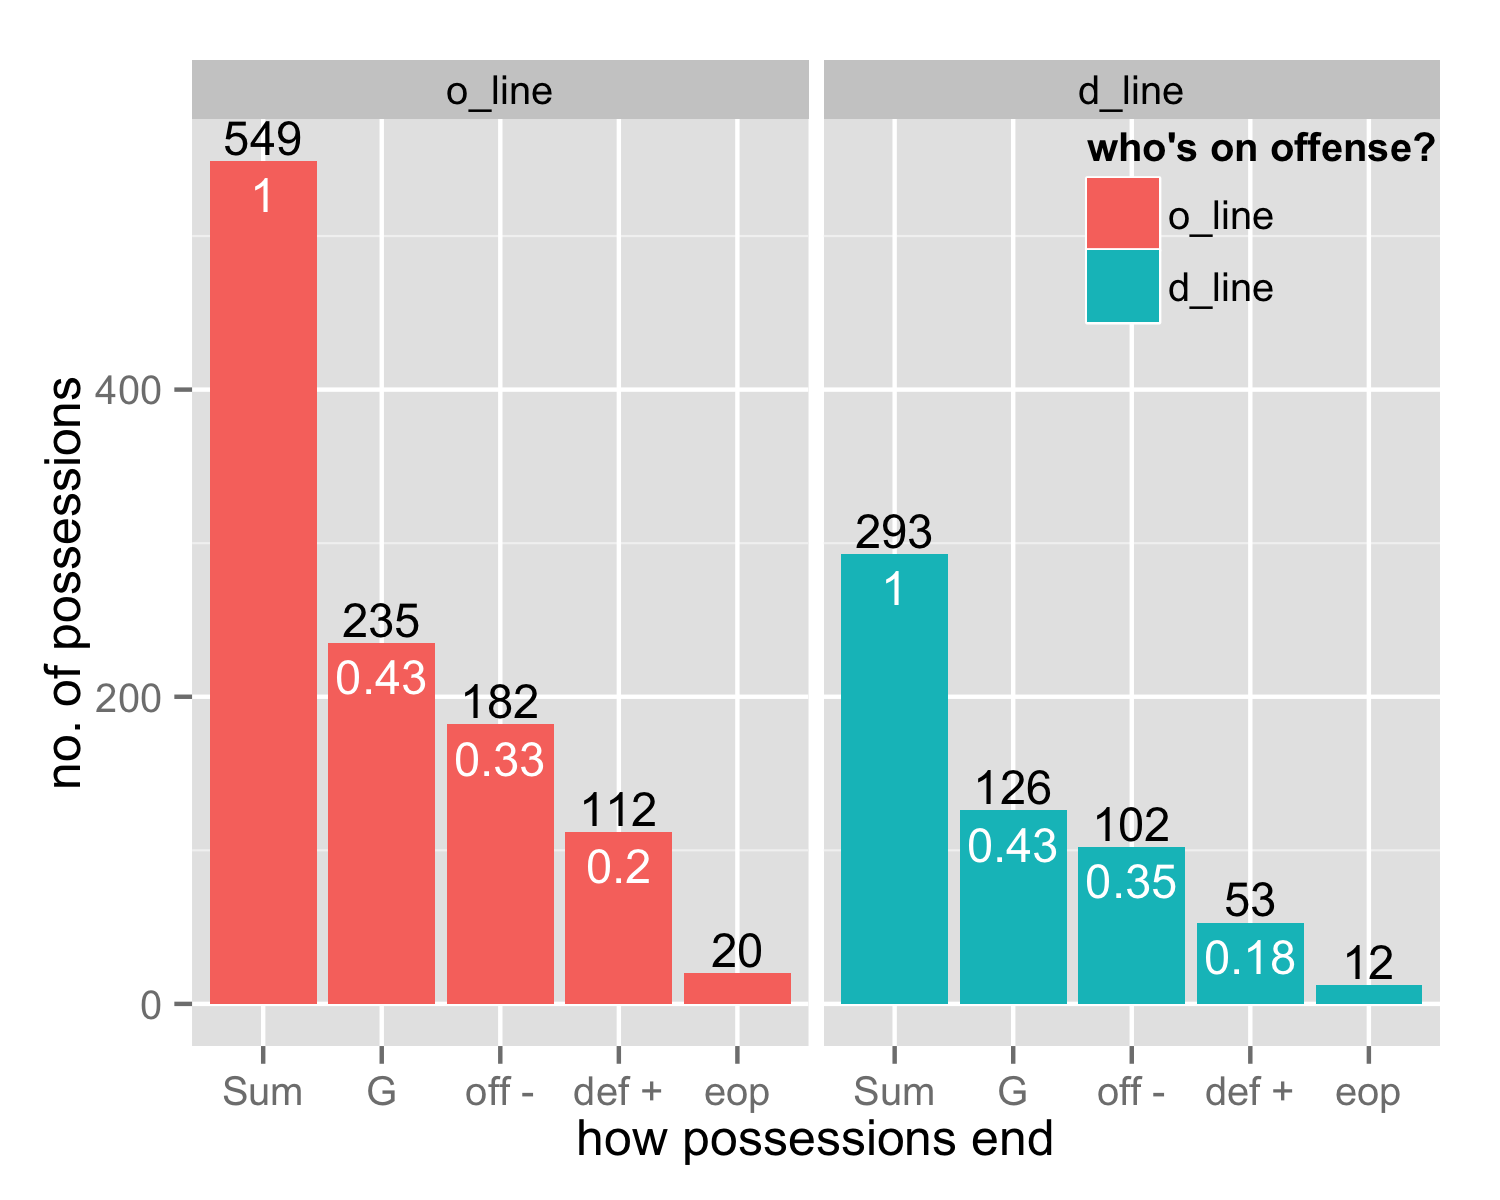 o_line
d_line
who's on offense?
o_line
d_line
no. of possessions
400
200
0
549
1
235
0.43
182
0.33
112
0.2
20
293
1
126
0.43
102
0.35
53
0.18
12
Sum G off - def + eop
Sum G off - def + eop
how possessions end